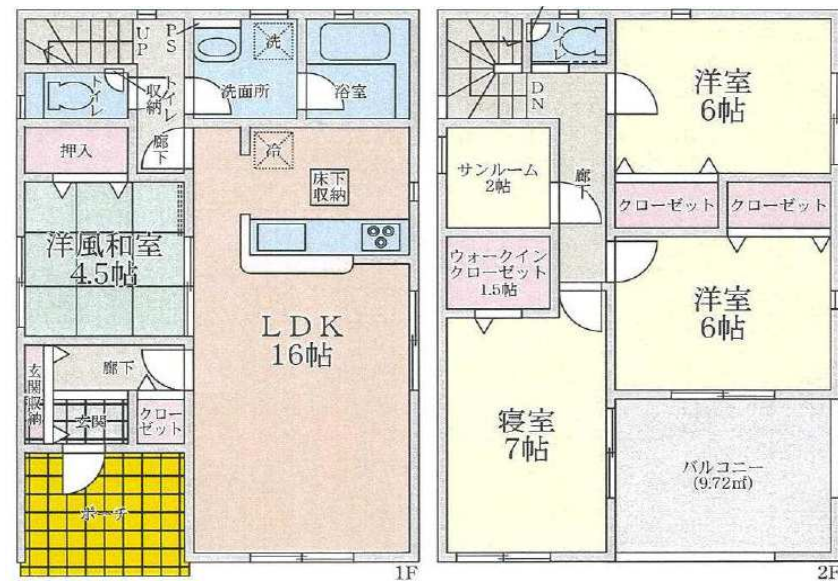 UP
PS
洗
洗面所
浴室
トイレ
トイレ
収納
廊下
押入
冷
床下
収納
洋風和室
4.5帖
LDK
16帖
玄関収納
廊下
玄関
クロー
ゼット
ポーチ
1F
トイレ
DN
洋室
6帖
サンルーム
2帖
廊下
クローゼット
クローゼット
ウォークイン
クローゼット
1.5帖
洋室
6帖
寝室
7帖
バルコニー
(9.72㎡)
2F